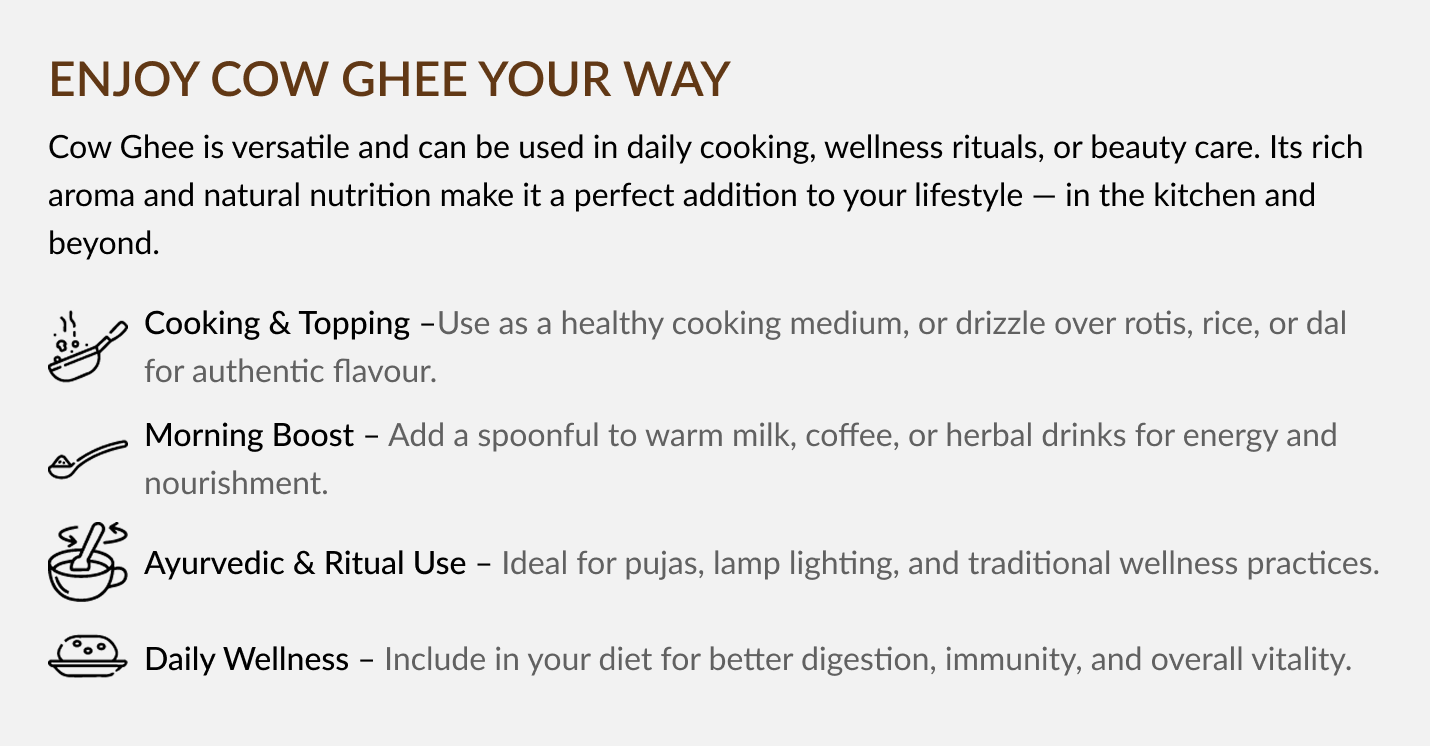 ENJOY COW GHEE YOUR WAY
Cow Ghee is versatile and can be used in daily cooking, wellness rituals, or beauty care. Its rich
aroma and natural nutrition make it a perfect addition to your lifestyle — in the kitchen and
beyond.
Cooking & Topping –Use as a healthy cooking medium, or drizzle over rotis, rice, or dal
for authentic flavour.
Morning Boost – Add a spoonful to warm milk, coffee, or herbal drinks for energy and
nourishment.
Ayurvedic & Ritual Use – Ideal for pujas, lamp lighting, and traditional wellness practices.
Daily Wellness – Include in your diet for better digestion, immunity, and overall vitality.